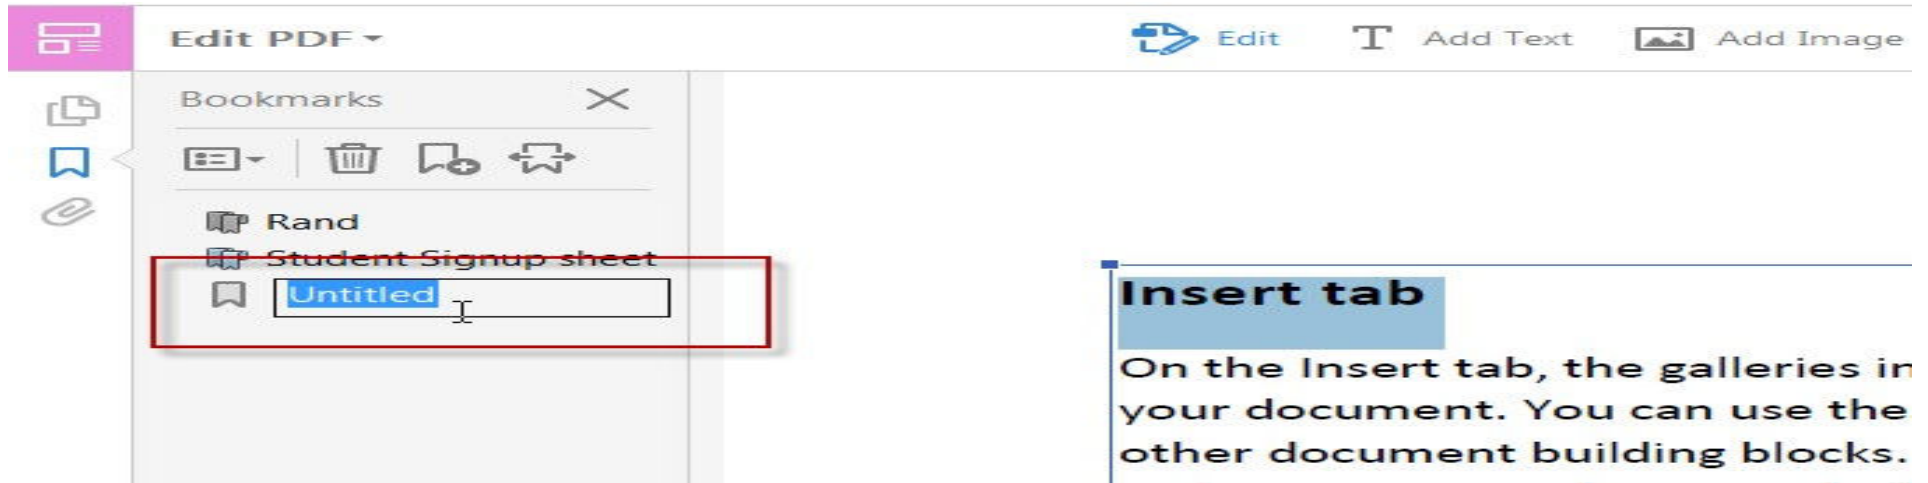 Edit PDF
Edit
Add Text
Add Image
Bookmarks
Rand
Student Signup sheet
Untitled
Insert tab
On the Insert tab, the galleries in
your document. You can use the
other document building blocks.